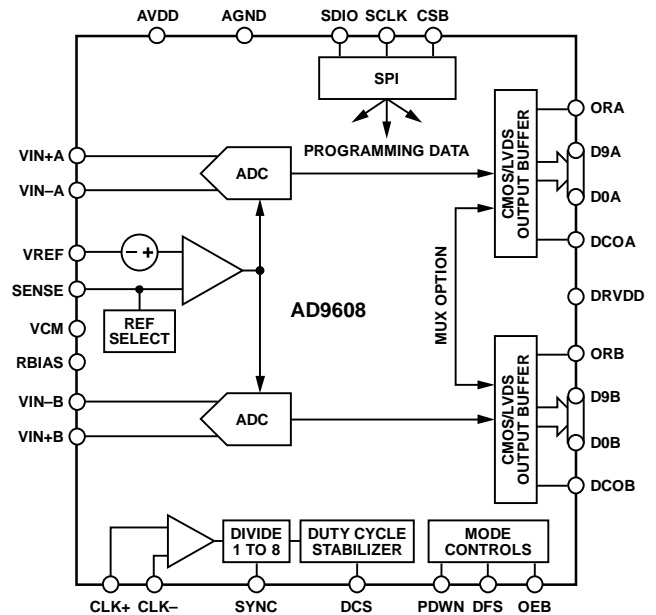 AVDD
AGND
SDIO
SCLK
CSB
SPI
PROGRAMMING DATA
VIN+A
VIN–A
ADC
CMOS/LVDS
OUTPUT BUFFER
ORA
D9A
D0A
DCOA
VREF
– +
SENSE
REF
SELECT
VCM
RBIAS
AD9608
MUX OPTION
DRVDD
VIN–B
VIN+B
ADC
CMOS/LVDS
OUTPUT BUFFER
ORB
D9B
D0B
DCOB
DIVIDE
1 TO 8
DUTY CYCLE
STABILIZER
MODE
CONTROLS
CLK+
CLK–
SYNC
DCS
PDWN
DFS
OEB